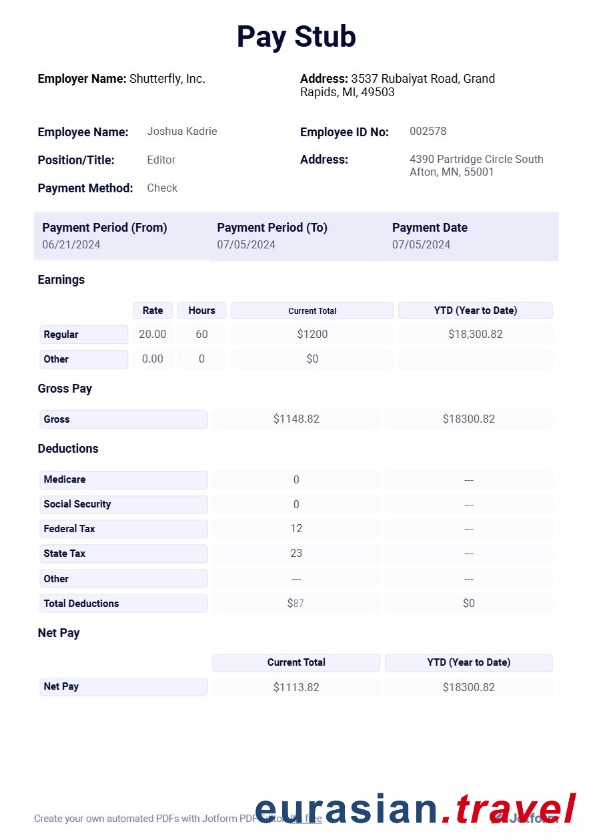 Pay Stub
Employer Name: Shutterfly, Inc.
Address: 3537 Rubaiyat Road, Grand
Rapids, MI, 49503
Employee Name: Joshua Kadrie
Employee ID No: 002578
Position/Title: Editor
Address: 4390 Partridge Circle South
Afton, MN, 55001
Payment Method: Check
Payment Period (From) Payment Period (To) Payment Date
06/21/2024 07/05/2024 07/05/2024
Earnings
Rate Hours Current Total YTD (Year to Date)
Regular 20.00 60 $1200 $18,300.82
Other 0.00 0 $0
Gross Pay
Gross $1148.82 $18300.82
Deductions
Medicare 0 ---
Social Security 0 ---
Federal Tax 12 ---
State Tax 23 ---
Other --- ---
Total Deductions $87 $0
Net Pay
Current Total YTD (Year to Date)
Net Pay $1113.82 $18300.82
Create your own automated PDFs with Jotform PDF free
eurasian.travel